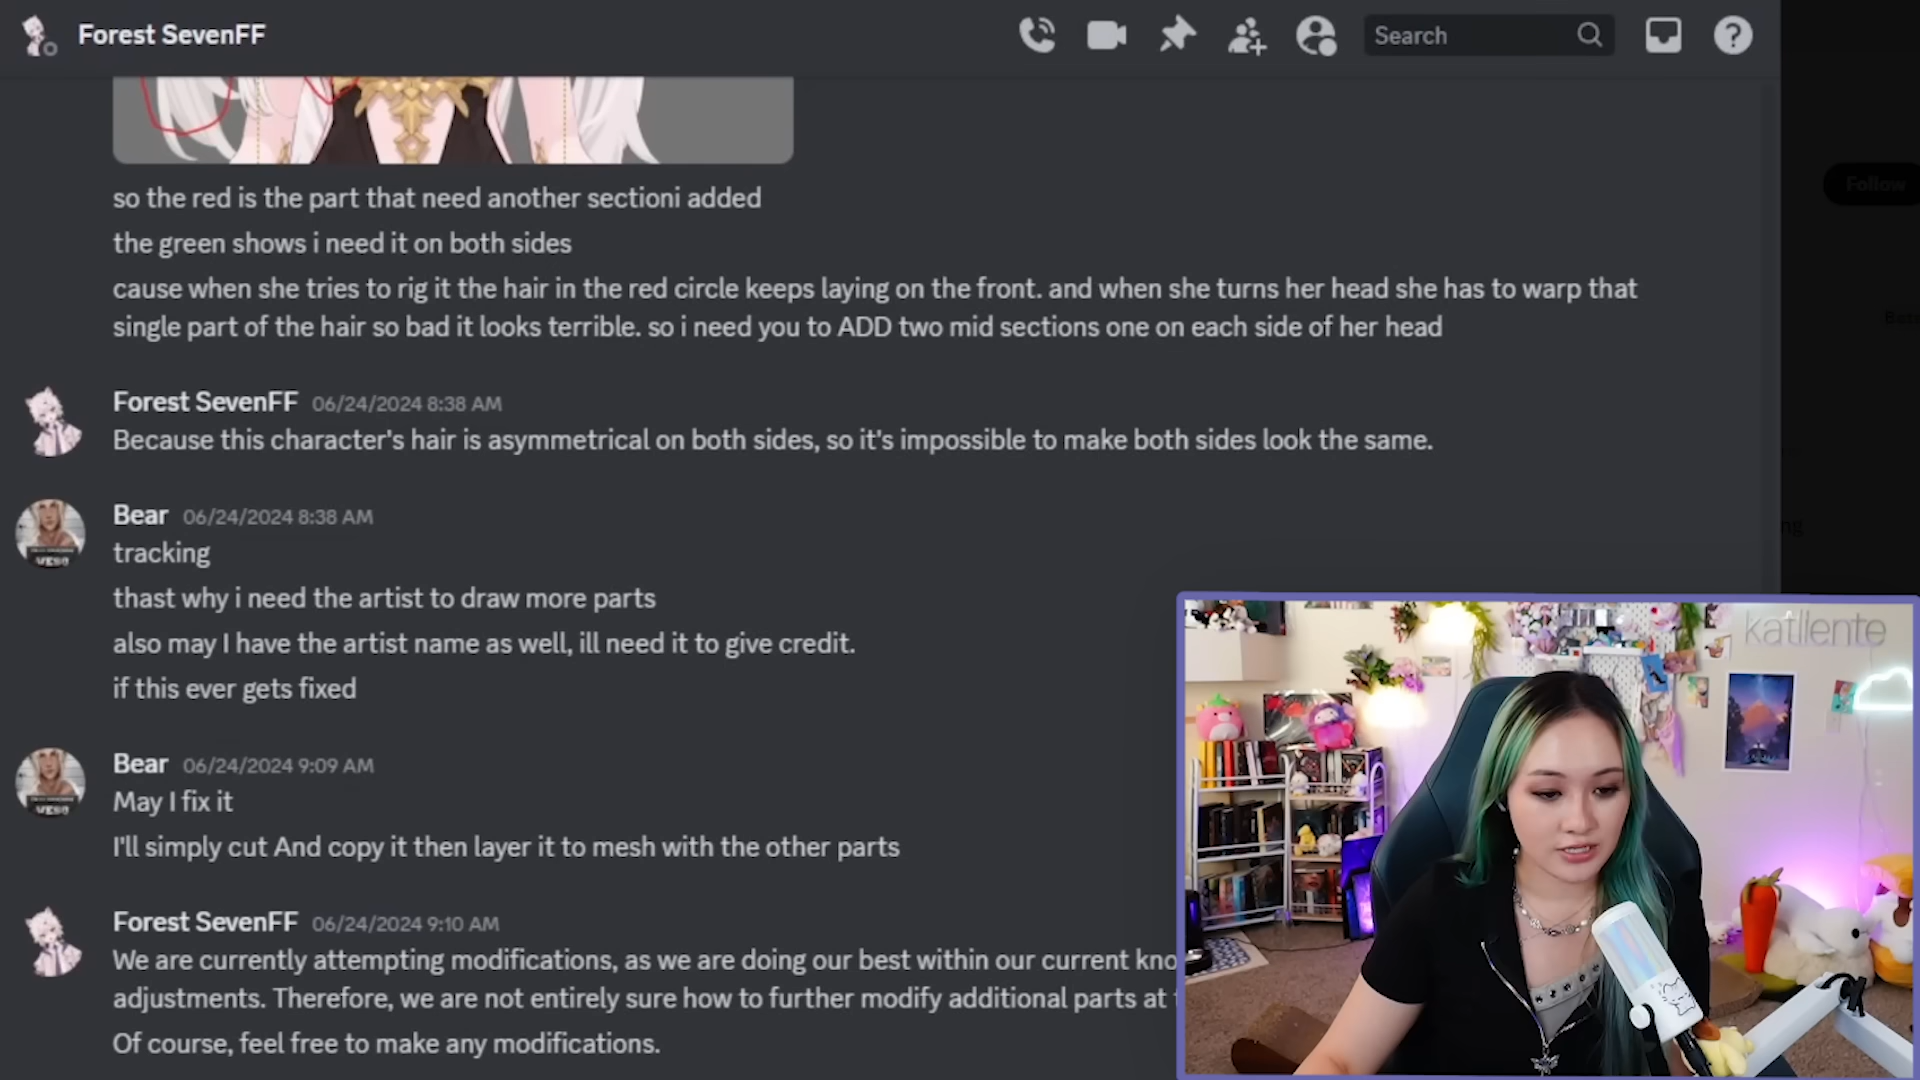 Forest SevenFF
Search
Follow
so the red is the part that need another sectioni added
the green shows i need it on both sides
cause when she tries to rig it the hair in the red circle keeps laying on the front. and when she turns her head she has to warp that
single part of the hair so bad it looks terrible. so i need you to ADD two mid sections one on each side of her head
Forest SevenFF 06/24/2024 8:38 AM
Because this character's hair is asymmetrical on both sides, so it's impossible to make both sides look the same.
Bear 06/24/2024 8:38 AM
tracking
thast why i need the artist to draw more parts
also may I have the artist name as well, ill need it to give credit.
if this ever gets fixed
Bear 06/24/2024 9:09 AM
May I fix it
I'll simply cut And copy it then layer it to mesh with the other parts
Forest SevenFF 06/24/2024 9:10 AM
We are currently attempting modifications, as we are doing our best within our current kno
adjustments. Therefore, we are not entirely sure how to further modify additional parts at
Of course, feel free to make any modifications.
katllente